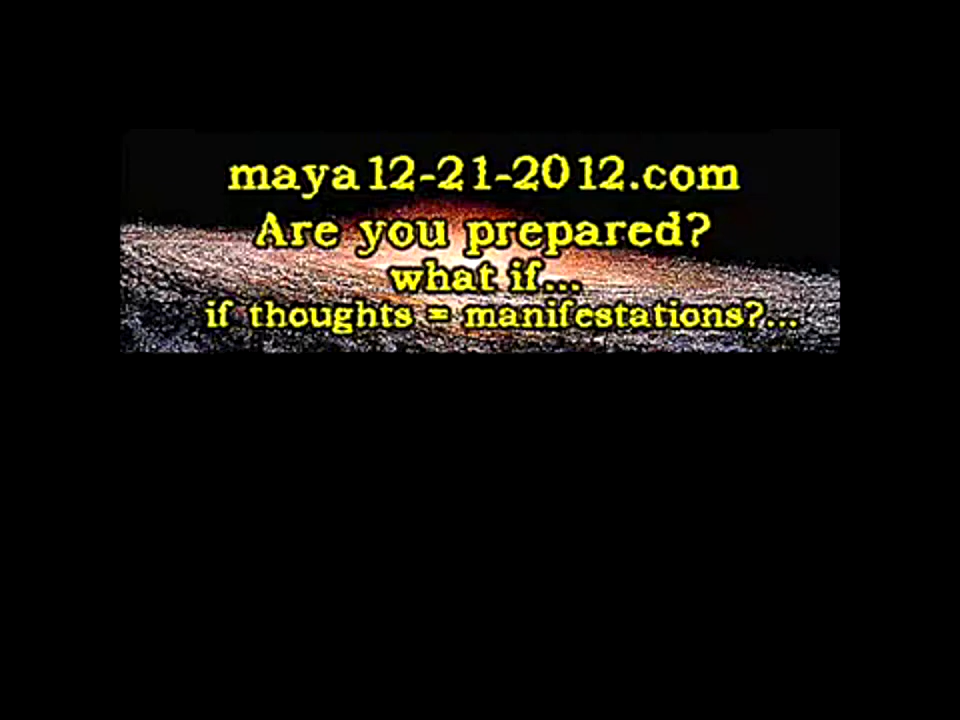 maya12-21-2012.com
Are you prepared?
what if...
if thoughts = manifestations?...